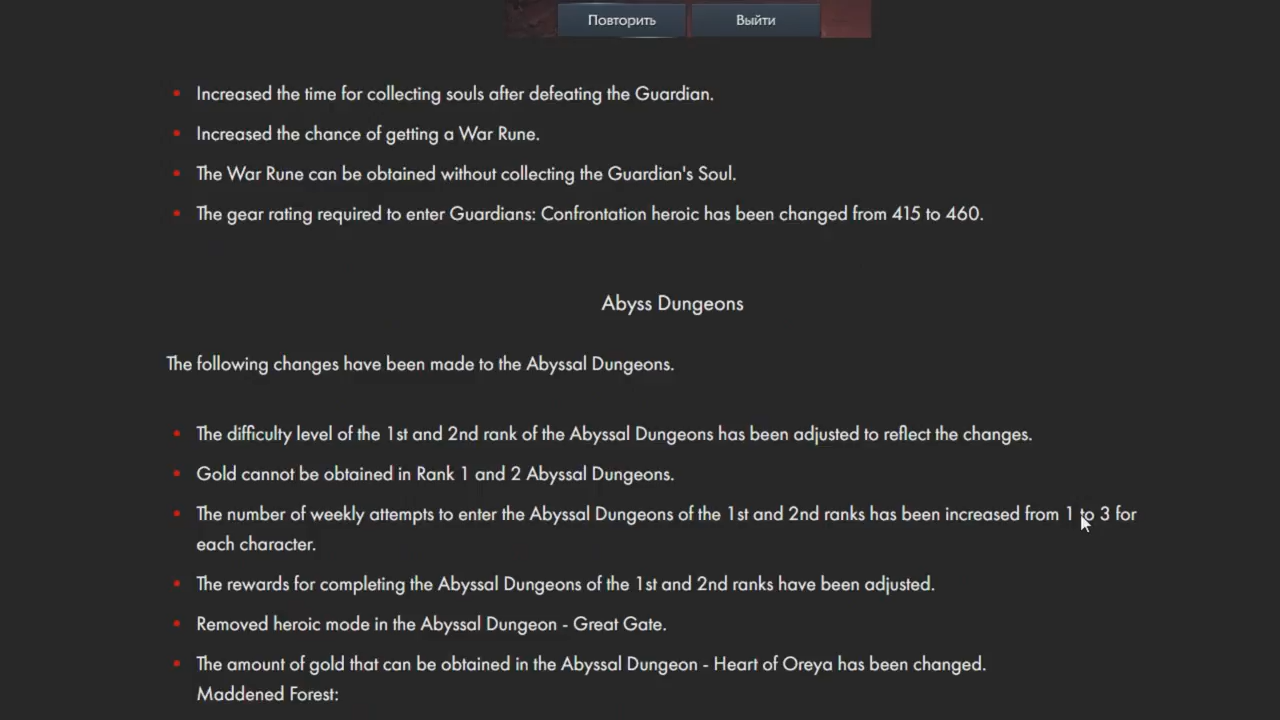 Повторить Выйти
Increased the time for collecting souls after defeating the Guardian.
Increased the chance of getting a War Rune.
The War Rune can be obtained without collecting the Guardian's Soul.
The gear rating required to enter Guardians: Confrontation heroic has been changed from 415 to 460.
Abyss Dungeons
The following changes have been made to the Abyssal Dungeons.
The difficulty level of the 1st and 2nd rank of the Abyssal Dungeons has been adjusted to reflect the changes.
Gold cannot be obtained in Rank 1 and 2 Abyssal Dungeons.
The number of weekly attempts to enter the Abyssal Dungeons of the 1st and 2nd ranks has been increased from 1 to 3 for
each character.
The rewards for completing the Abyssal Dungeons of the 1st and 2nd ranks have been adjusted.
Removed heroic mode in the Abyssal Dungeon - Great Gate.
The amount of gold that can be obtained in the Abyssal Dungeon - Heart of Oreya has been changed.
Maddened Forest: